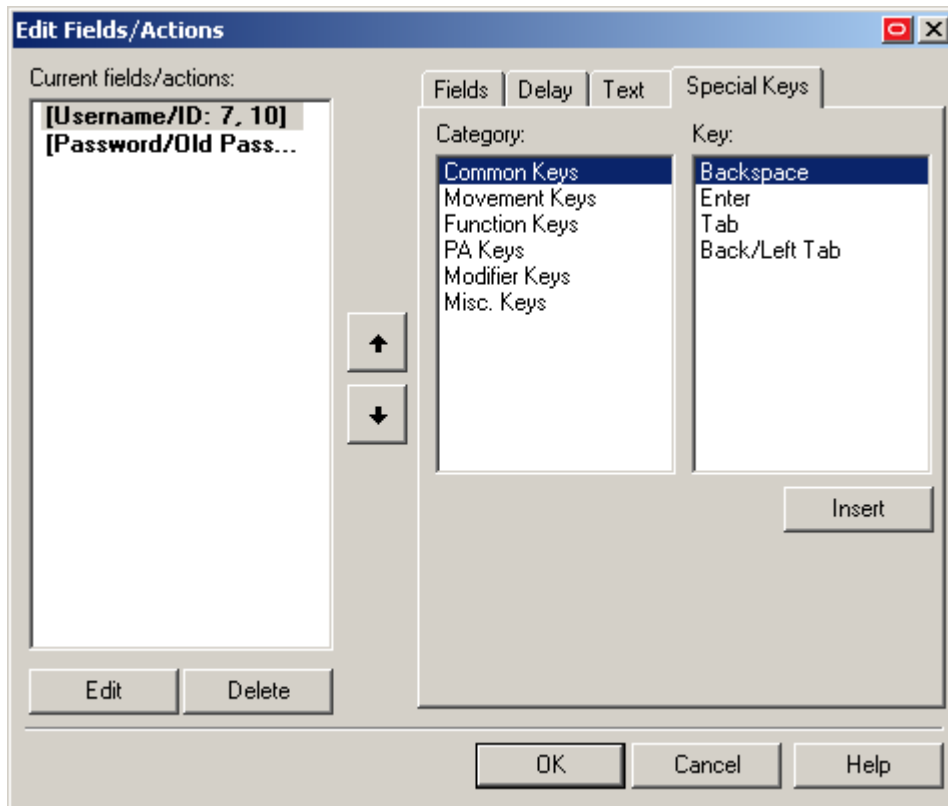 Edit Fields/Actions
Current fields/actions:
[Username/ID: 7, 10]
[Password/Old Pass...
Edit
Delete
Fields
Delay
Text
Special Keys
Category:
Common Keys
Movement Keys
Function Keys
PA Keys
Modifier Keys
Misc. Keys
Key:
Backspace
Enter
Tab
Back/Left Tab
Insert
OK
Cancel
Help